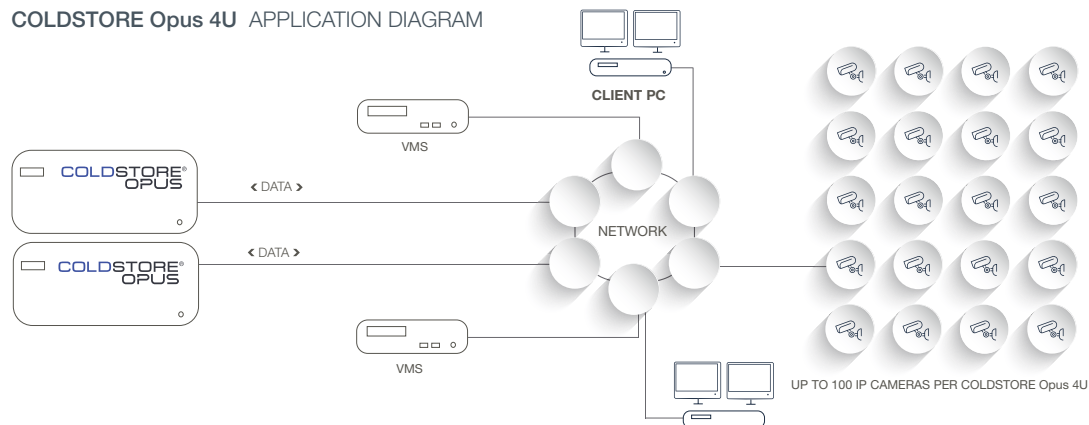 COLDSTORE Opus 4U APPLICATION DIAGRAM
CLIENT PC
VMS
COLDSTORE®
OPUS
< DATA >
NETWORK
< DATA >
COLDSTORE®
OPUS
VMS
UP TO 100 IP CAMERAS PER COLDSTORE Opus 4U